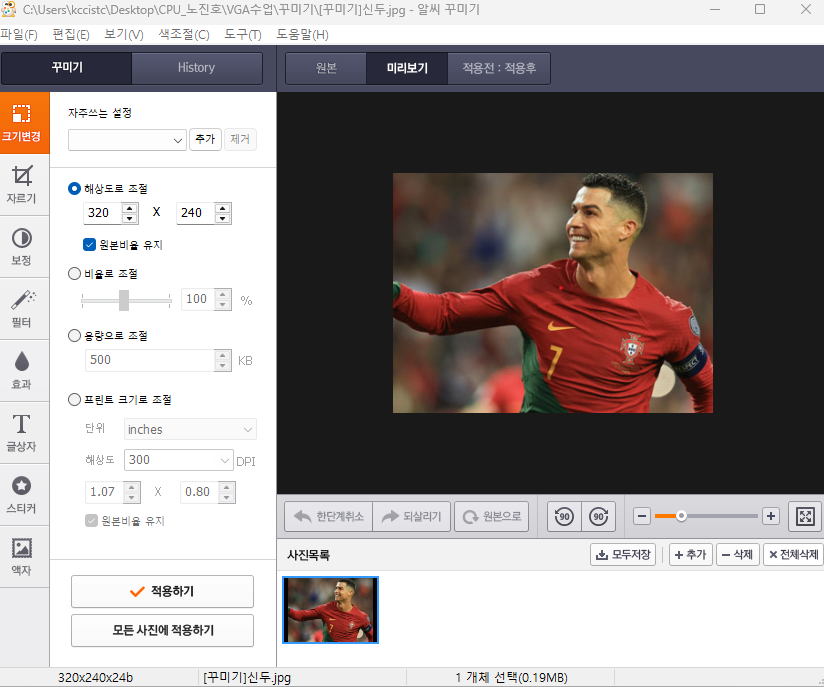 C:\Users\kccistc\Desktop\CPU_노진호\VGA수업\꾸미기\[꾸미기]신두.jpg - 알씨 꾸미기
파일(F) 편집(E) 보기(V) 색조절(C) 도구(T) 도움말(H)
꾸미기 History 원본 미리보기 적용전 : 적용후
크기변경
자르기
보정
필터
효과
글상자
스티커
액자
자주쓰는 설정
추가 제거
해상도로 조절
320 X 240
원본비율 유지
비율로 조절
100 %
용량으로 조절
500 KB
프린트 크기로 조절
단위 inches
해상도 300 DPI
1.07 X 0.80
원본비율 유지
적용하기
모든 사진에 적용하기
7
한단계취소 되살리기 원본으로 90 90
사진목록 모두저장 추가 삭제 전체삭제
320x240x24b [꾸미기]신두.jpg 1 개체 선택(0.19MB)